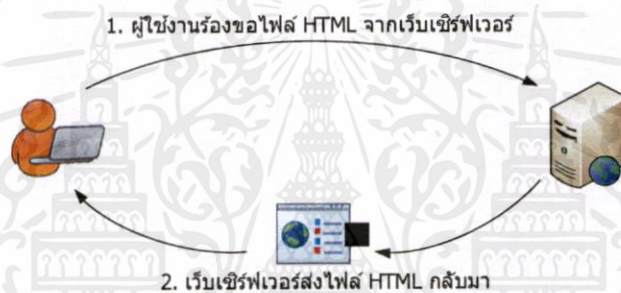 1. ผู้ใช้งานร้องขอไฟล์ HTML จากเว็บเซิร์ฟเวอร์
2. เว็บเซิร์ฟเวอร์ส่งไฟล์ HTML กลับมา